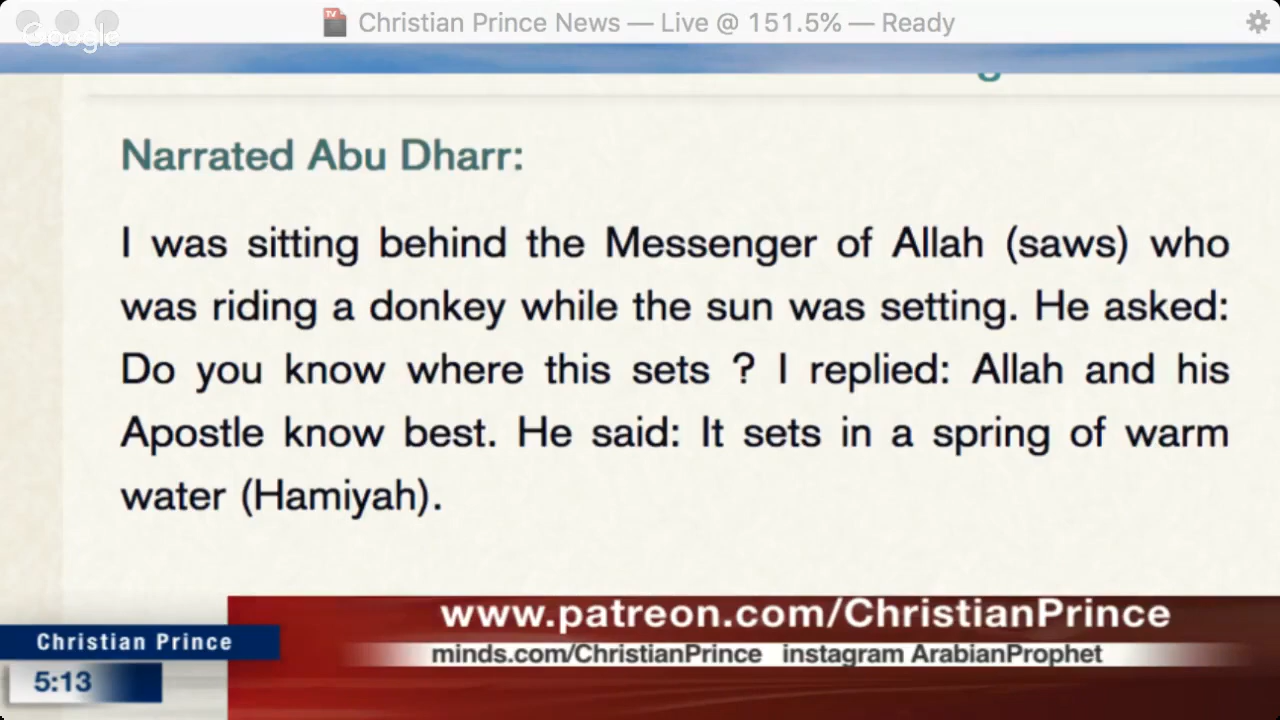 Christian Prince News — Live @ 151.5% — Ready
Google
Narrated Abu Dharr:
I was sitting behind the Messenger of Allah (saws) who
was riding a donkey while the sun was setting. He asked:
Do you know where this sets ? I replied: Allah and his
Apostle know best. He said: It sets in a spring of warm
water (Hamiyah).
www.patreon.com/ChristianPrince
Christian Prince
minds.com/ChristianPrince instagram ArabianProphet
5:13